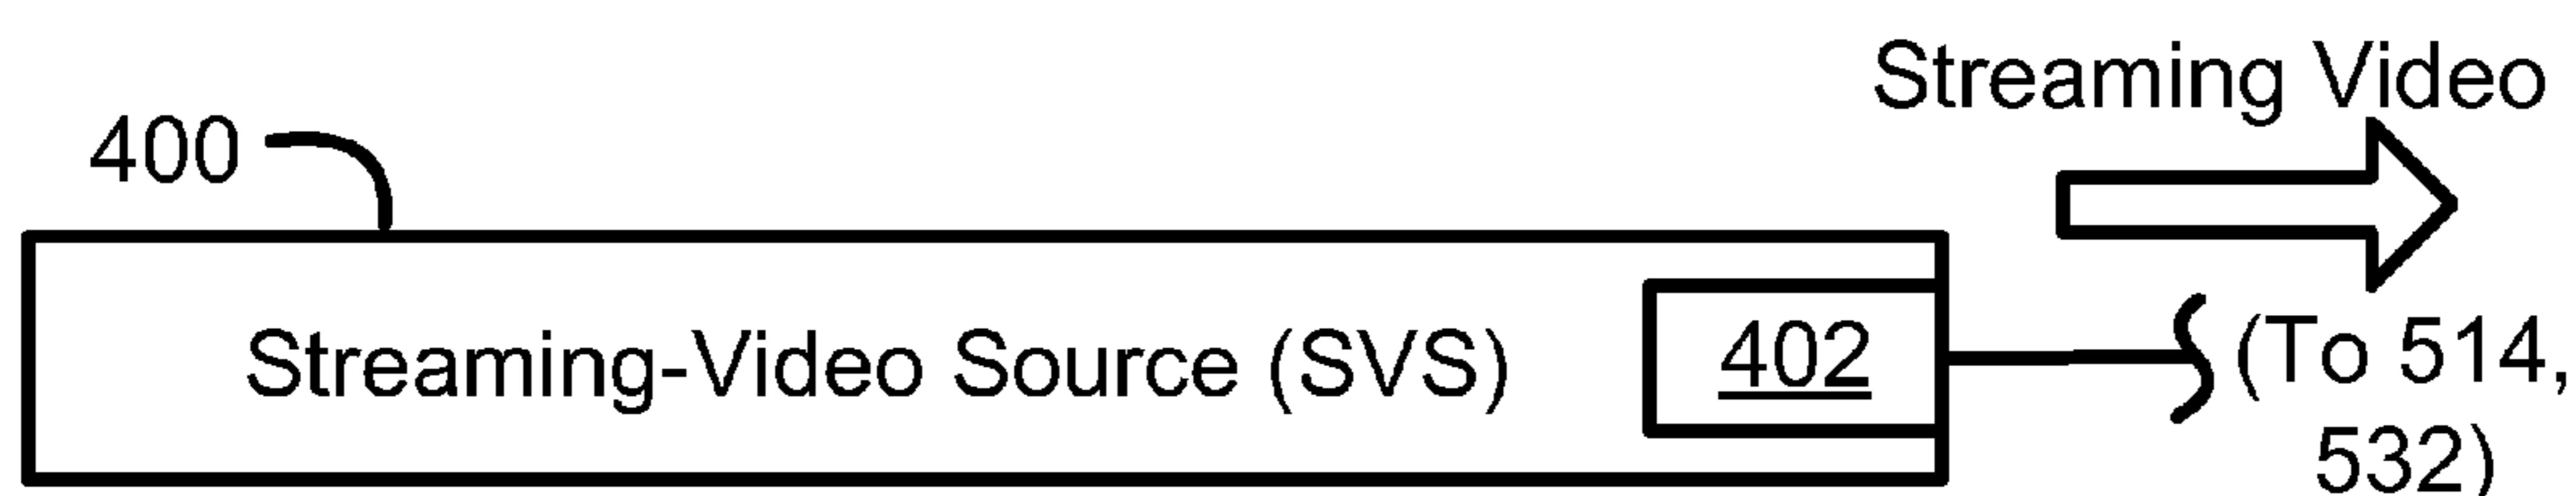 Streaming Video
400
Streaming-Video Source (SVS)
402
(To 514,
532)